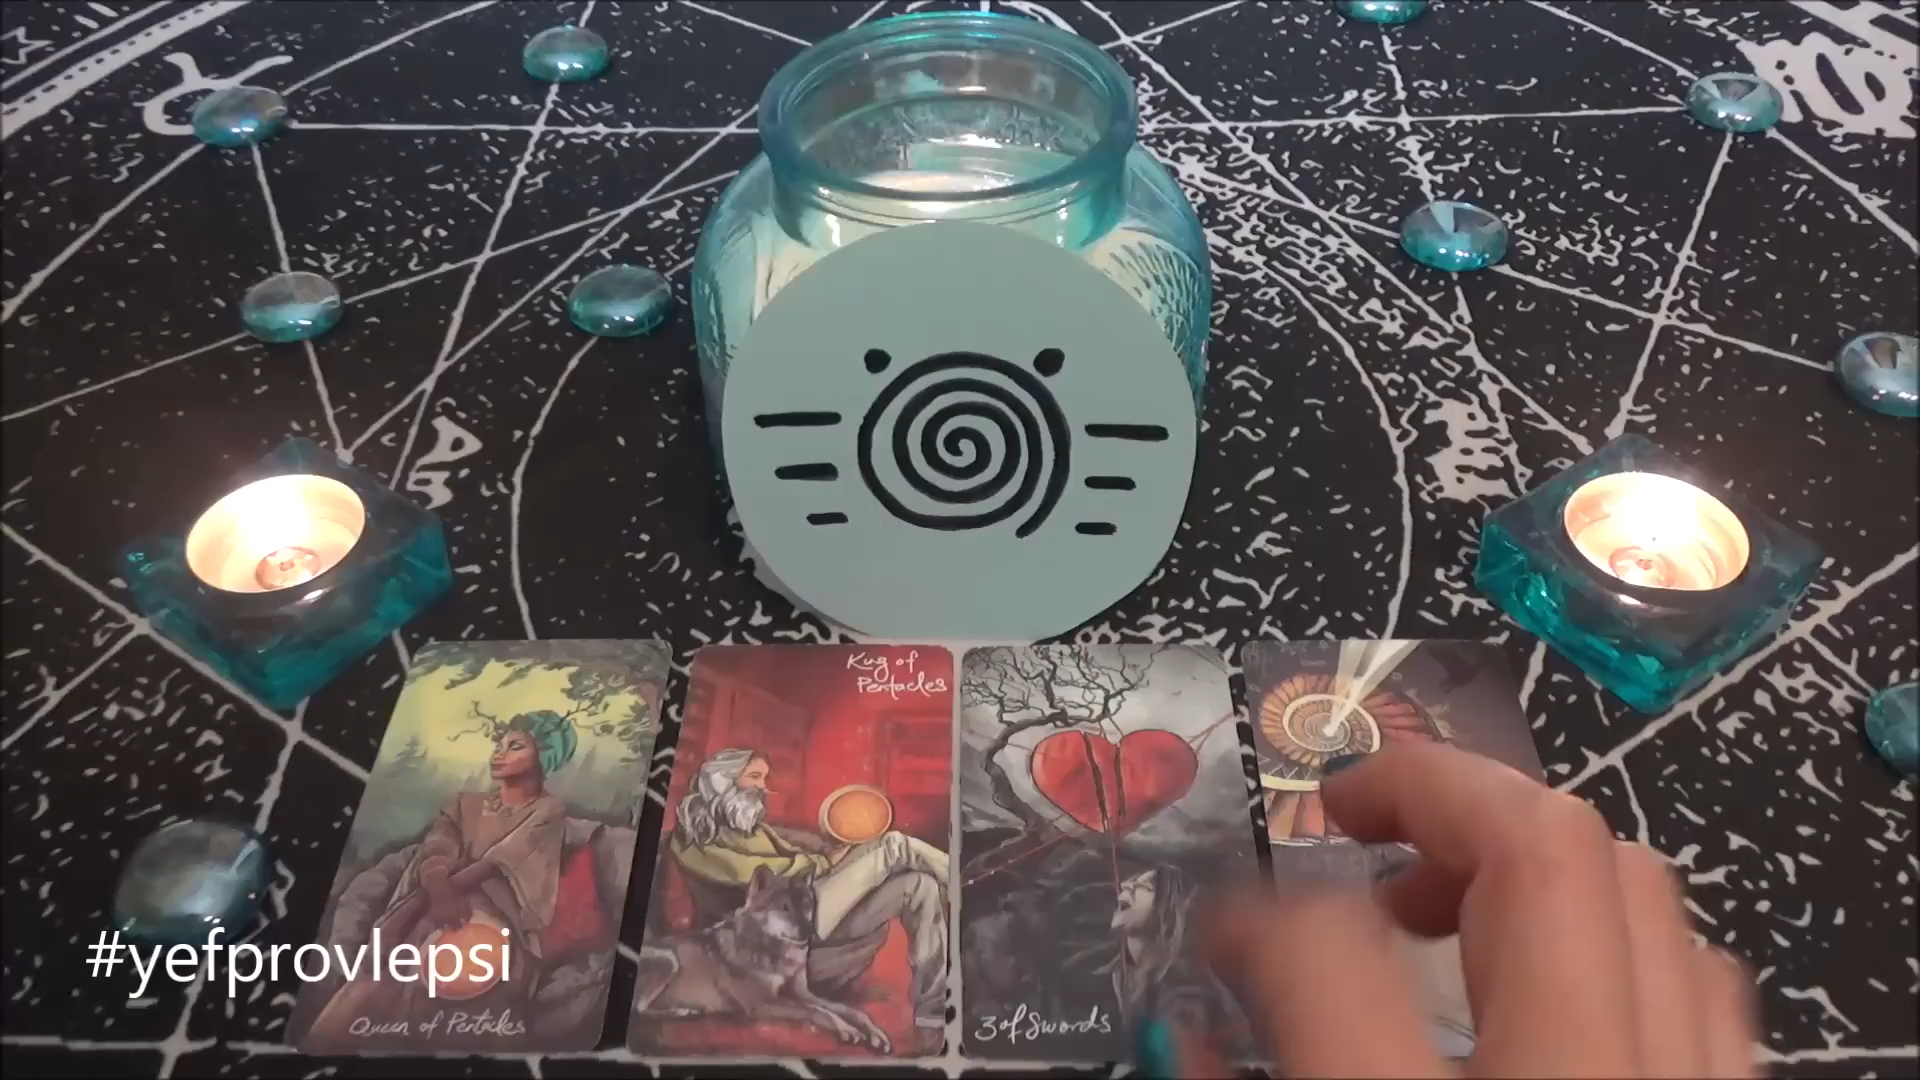 King of
Pentacles
#yefprovlepsi
Queen of Pentacles
3 of Swords